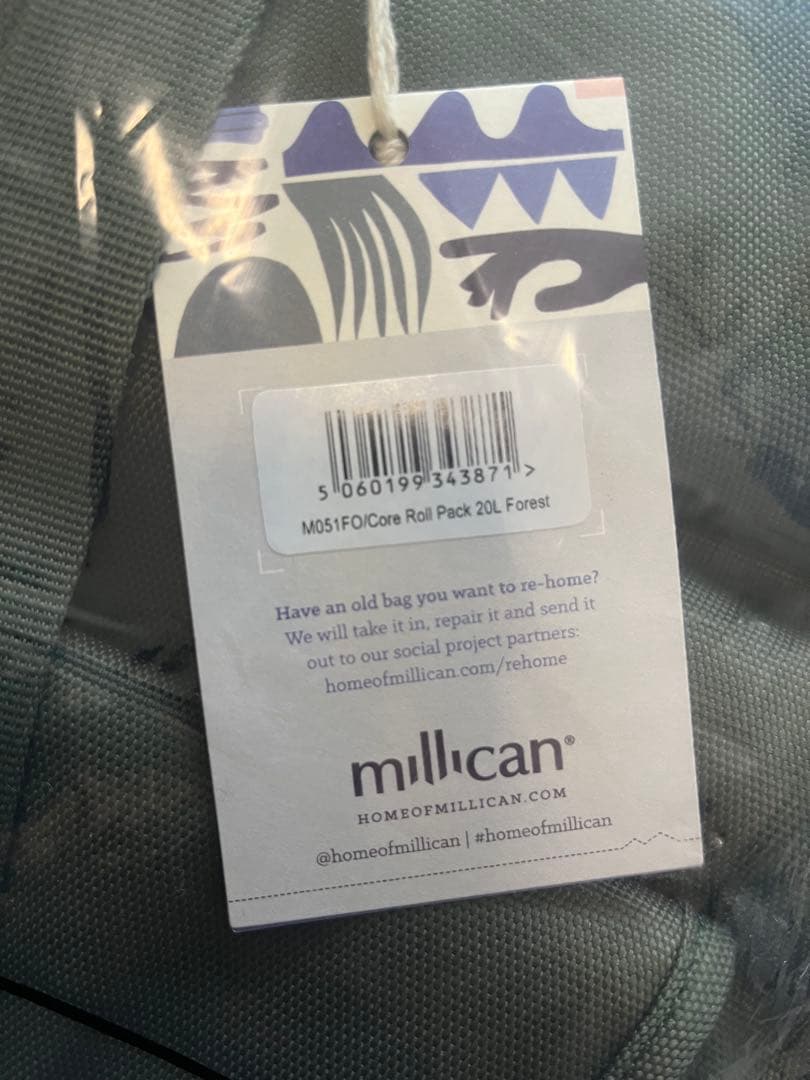 5 060199 343871 >
M051FO/Core Roll Pack 20L Forest
Have an old bag you want to re-home?
We will take it in, repair it and send it
out to our social project partners:
homeofmillican.com/rehome
millican®
HOMEOFMILLICAN.COM
@homeofmillican | #homeofmillican